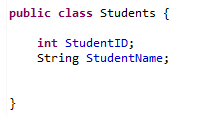 public class Students {
int StudentID;
String StudentName;
}